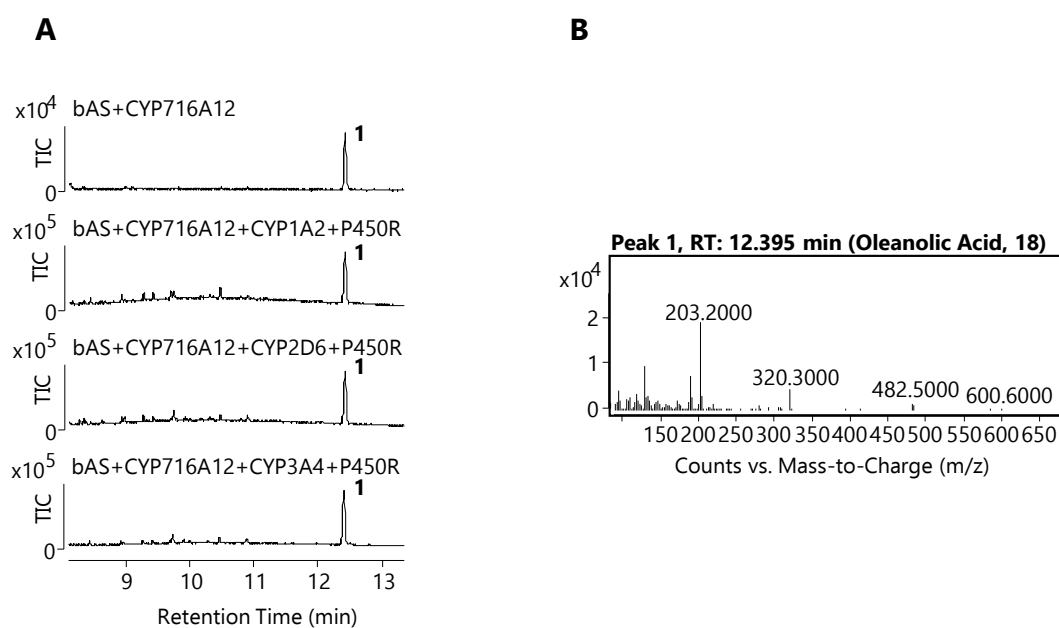 A
x10⁴ bAS+CYP716A12
TIC
1
0
x10⁵ bAS+CYP716A12+CYP1A2+P450R
TIC
1
0
x10⁵ bAS+CYP716A12+CYP2D6+P450R
TIC
1
0
x10⁵ bAS+CYP716A12+CYP3A4+P450R
TIC
1
0
9 10 11 12 13
Retention Time (min)
B
Peak 1, RT: 12.395 min (Oleanolic Acid, 18)
x10⁴
2
1
0
203.2000
320.3000
482.5000
600.6000
150 200 250 300 350 400 450 500 550 600 650
Counts vs. Mass-to-Charge (m/z)